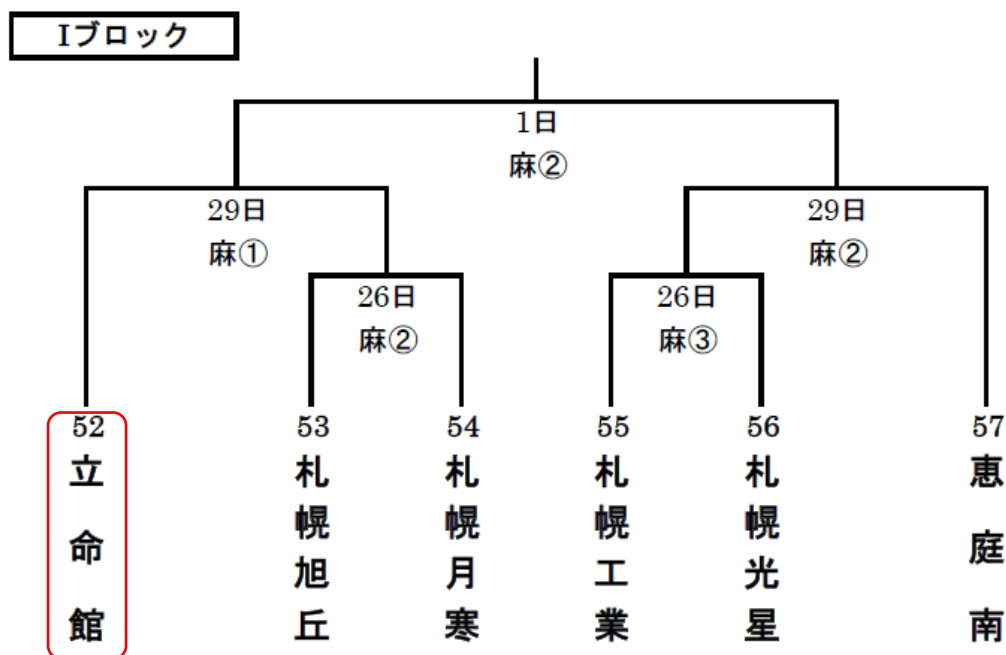 Iブロック
1日
麻②
29日
麻①
29日
麻②
26日
麻②
26日
麻③
52
立命館
53
札幌旭丘
54
札幌月寒
55
札幌工業
56
札幌光星
57
恵庭南